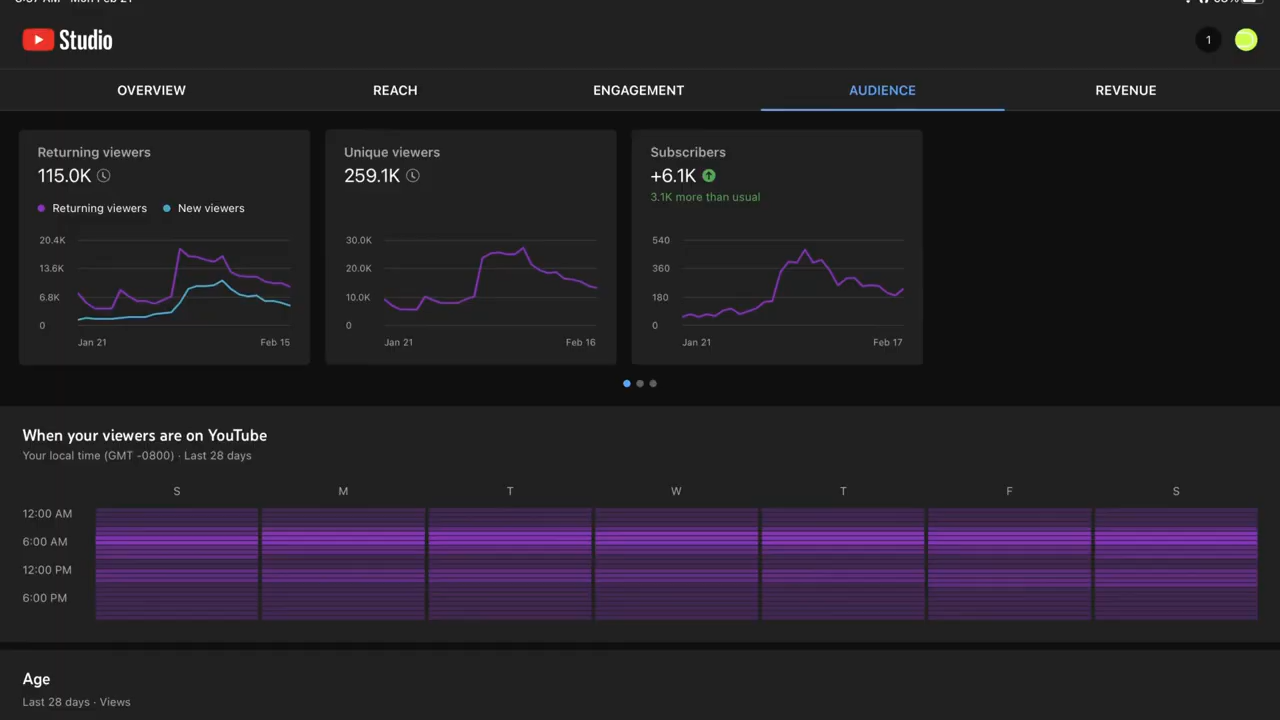 Studio
1
OVERVIEW REACH ENGAGEMENT AUDIENCE REVENUE
Returning viewers
115.0K
Returning viewers New viewers
20.4K
13.6K
6.8K
0
Jan 21 Feb 15
Unique viewers
259.1K
30.0K
20.0K
10.0K
0
Jan 21 Feb 16
Subscribers
+6.1K
3.1K more than usual
540
360
180
0
Jan 21 Feb 17
When your viewers are on YouTube
Your local time (GMT -0800) · Last 28 days
S M T W T F S
12:00 AM
6:00 AM
12:00 PM
6:00 PM
Age
Last 28 days · Views